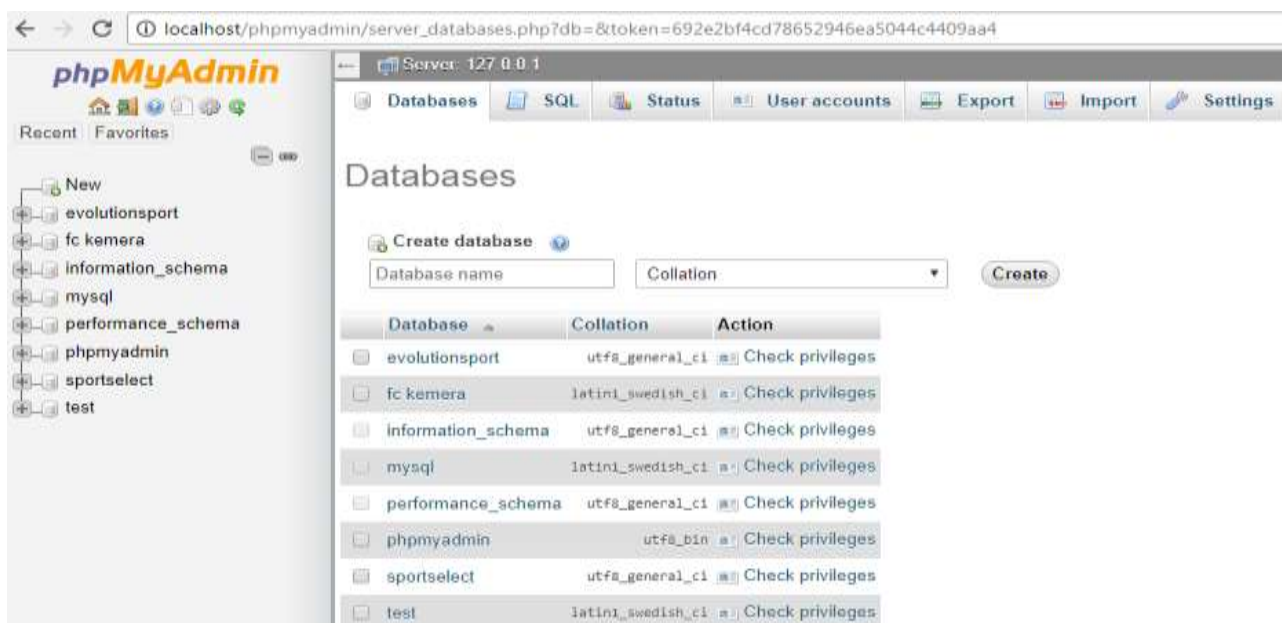 localhost/phpmyadmin/server_databases.php?db=&token=692e2bf4cd78652946ea5044c4409aa4
phpMyAdmin
Recent Favorites
New
evolutionsport
fc kemera
information_schema
mysql
performance_schema
phpmyadmin
sportselect
test
Server: 127.0.0.1
Databases SQL Status User accounts Export Import Settings
Databases
Create database
Database name Collation Create
Database Collation Action
evolutionsport utf8_general_ci Check privileges
fc kemera latin1_swedish_ci Check privileges
information_schema utf8_general_ci Check privileges
mysql latin1_swedish_ci Check privileges
performance_schema utf8_general_ci Check privileges
phpmyadmin utf8_bin Check privileges
sportselect utf8_general_ci Check privileges
test latin1_swedish_ci Check privileges